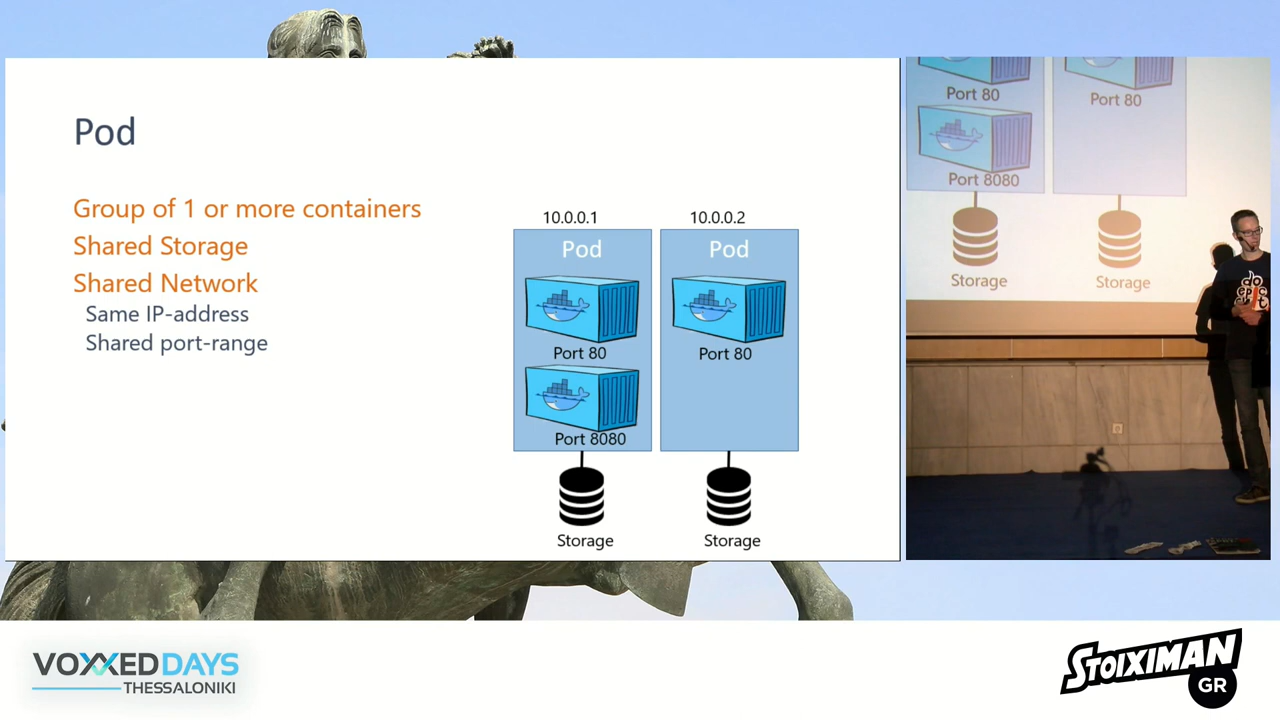 Pod
Group of 1 or more containers
Shared Storage
Shared Network
Same IP-address
Shared port-range
10.0.0.1
10.0.0.2
Pod
Pod
Port 80
Port 80
Port 8080
Storage
Storage
Port 80
Port 80
Port 8080
Storage
Storage
do
epic
VOXXED DAYS
THESSALONIKI
STOIXIMAN
GR